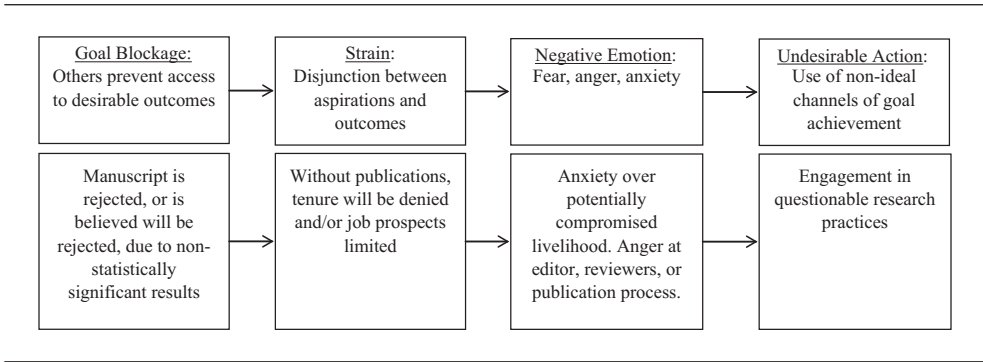 Goal Blockage:
Others prevent access
to desirable outcomes
Strain:
Disjunction between
aspirations and
outcomes
Negative Emotion:
Fear, anger, anxiety
Undesirable Action:
Use of non-ideal
channels of goal
achievement
Manuscript is
rejected, or is
believed will be
rejected, due to non-
statistically
significant results
Without publications,
tenure will be denied
and/or job prospects
limited
Anxiety over
potentially
compromised
livelihood. Anger at
editor, reviewers, or
publication process.
Engagement in
questionable research
practices